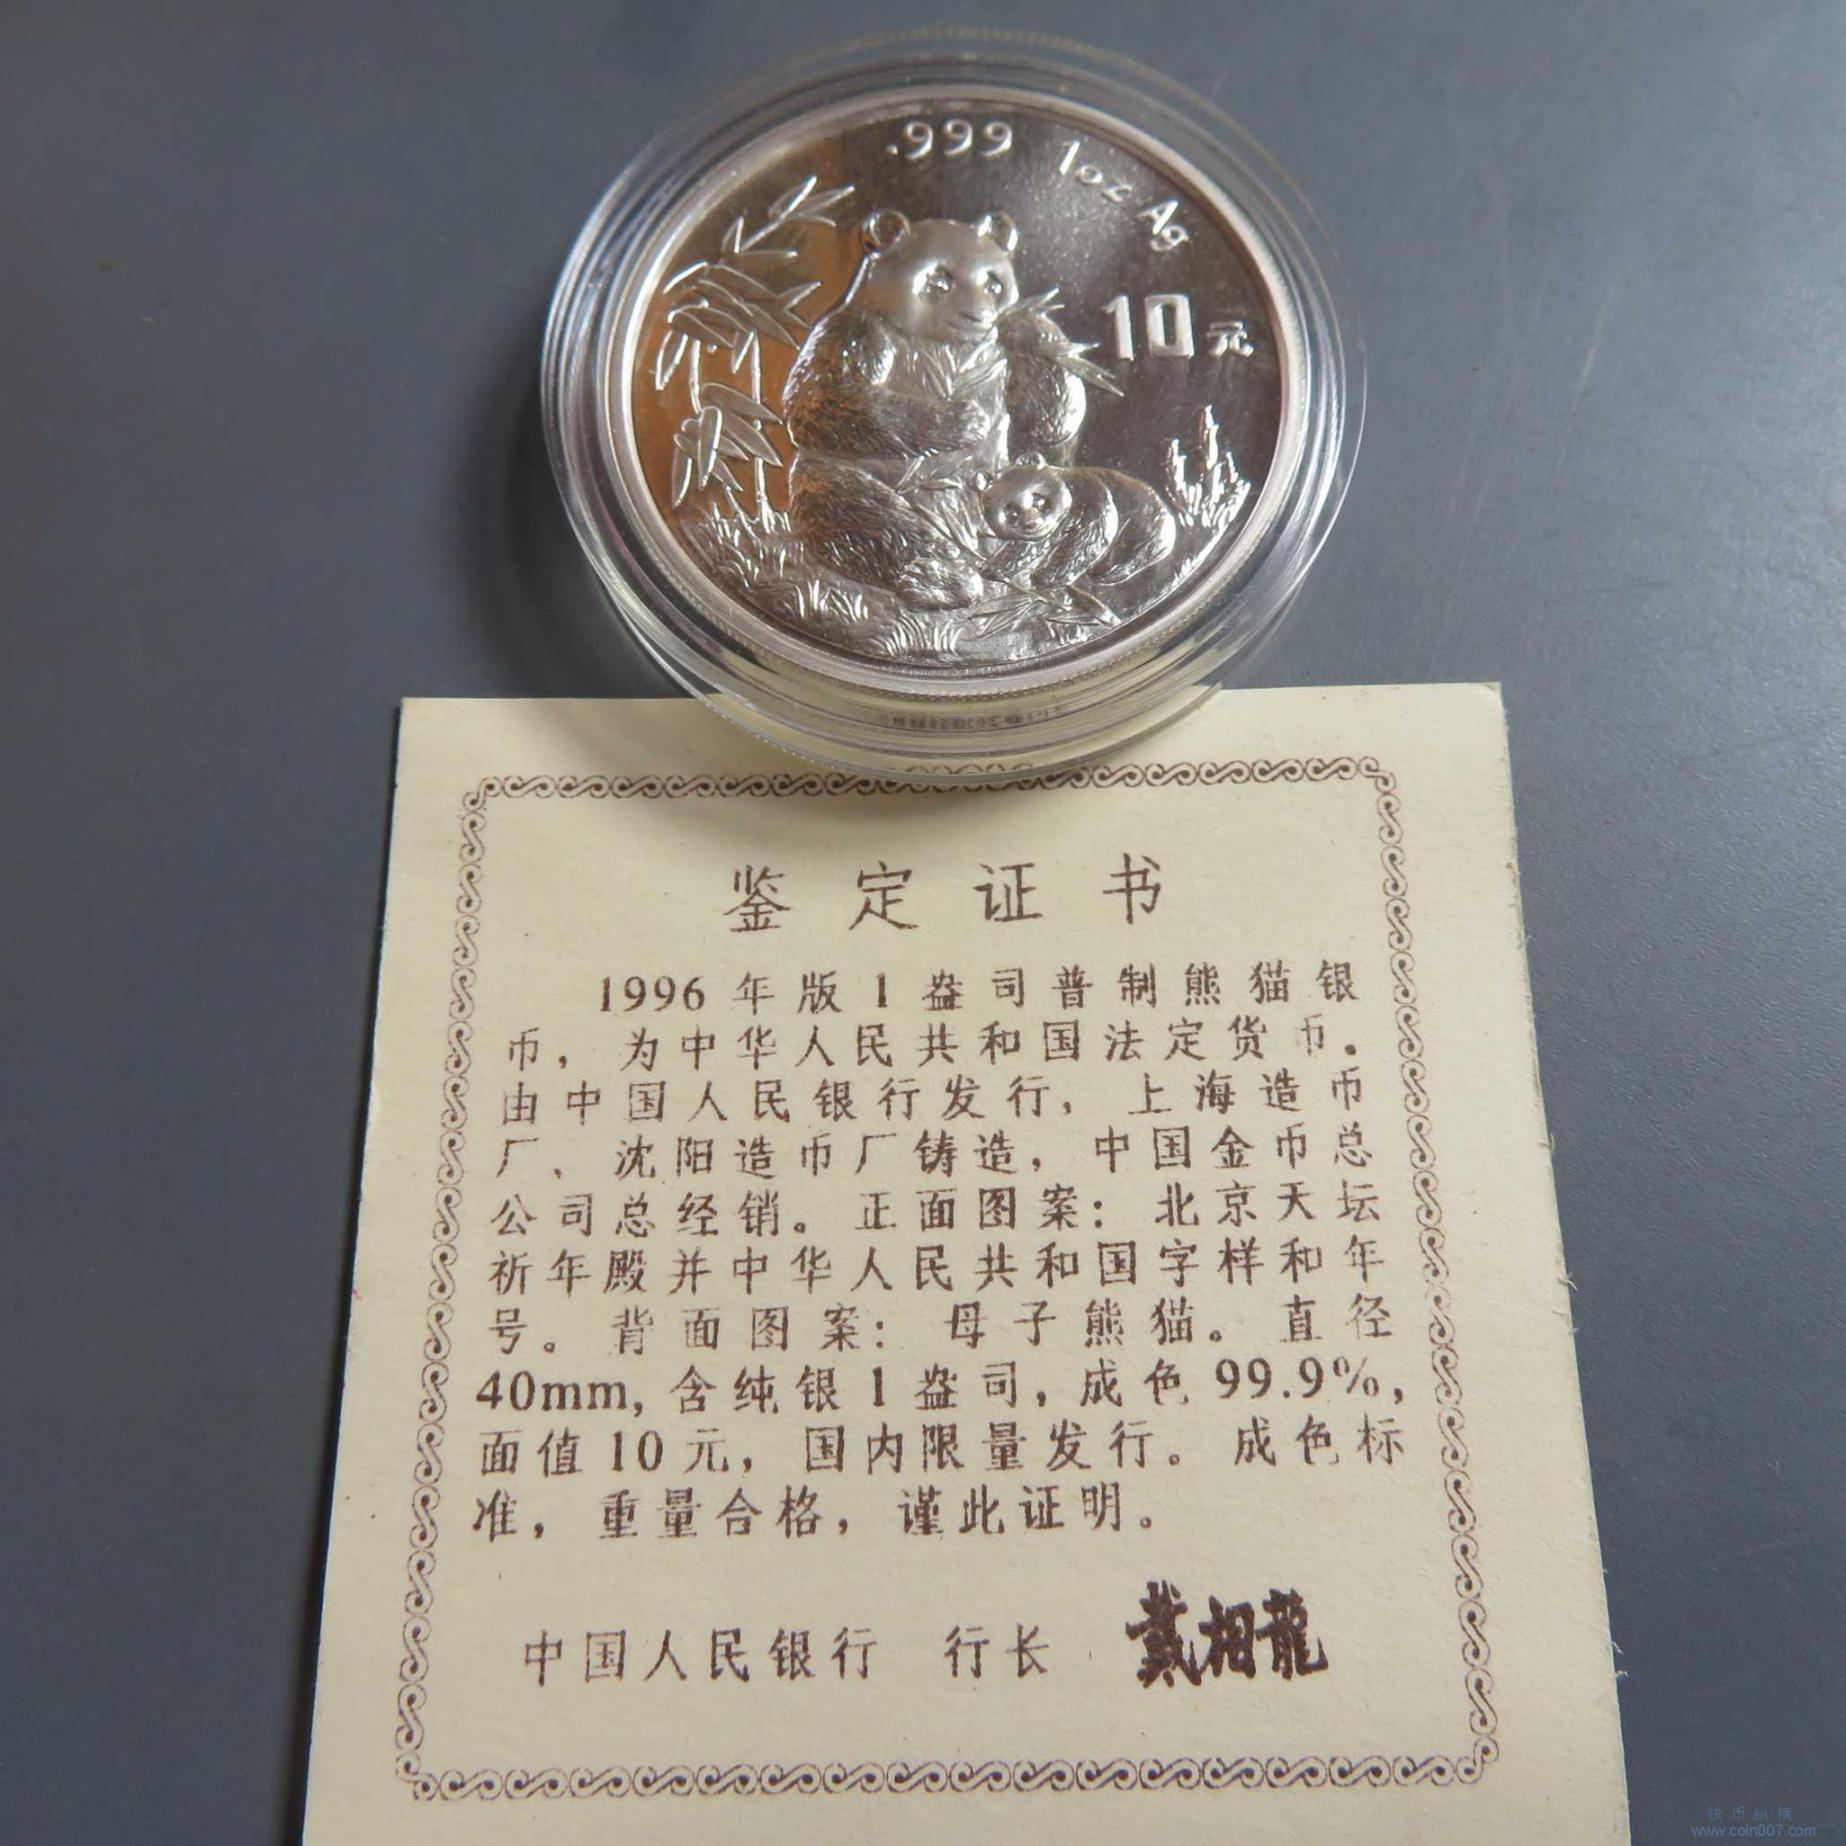 .999 1oz Ag
10元
鉴定证书
1996年版1盎司普制熊猫银
币，为中华人民共和国法定货币.
由中国人民银行发行，上海造币
厂、沈阳造币厂铸造，中国金币总
公司总经销。正面图案：北京天坛
祈年殿并中华人民共和国字样和年
号。背面图案：母子熊猫。直径
40mm,含纯银1盎司，成色99.9%,
面值10元，国内限量发行。成色标
准，重量合格，谨此证明。
中国人民银行 行长 戴相龍
钱币纵横
www.coin007.com